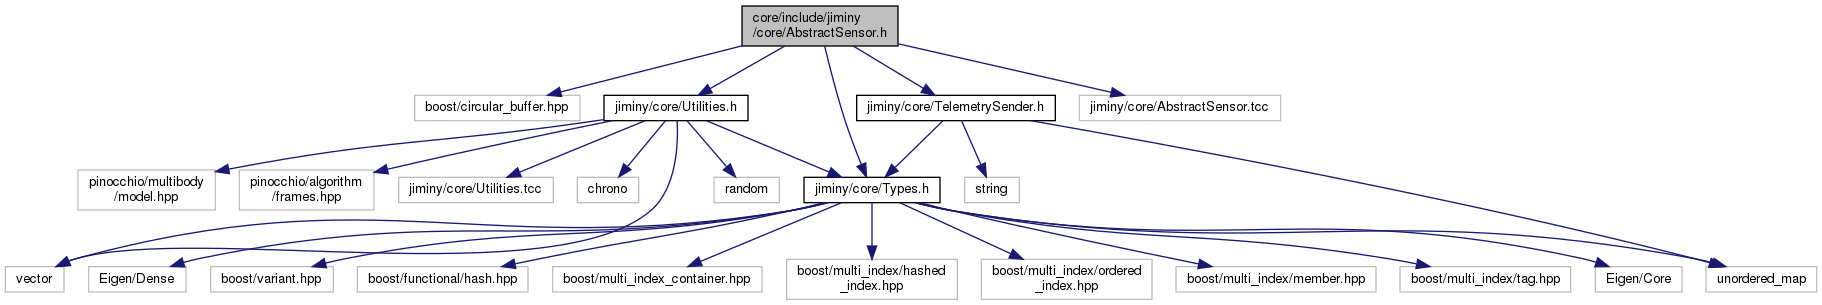 core/include/jiminy
/core/AbstractSensor.h
boost/circular_buffer.hpp
jiminy/core/Utilities.h
jiminy/core/TelemetrySender.h
jiminy/core/AbstractSensor.tcc
pinocchio/multibody
/model.hpp
pinocchio/algorithm
/frames.hpp
jiminy/core/Utilities.tcc
chrono
random
jiminy/core/Types.h
string
vector
Eigen/Dense
boost/variant.hpp
boost/functional/hash.hpp
boost/multi_index_container.hpp
boost/multi_index/hashed
_index.hpp
boost/multi_index/ordered
_index.hpp
boost/multi_index/member.hpp
boost/multi_index/tag.hpp
Eigen/Core
unordered_map